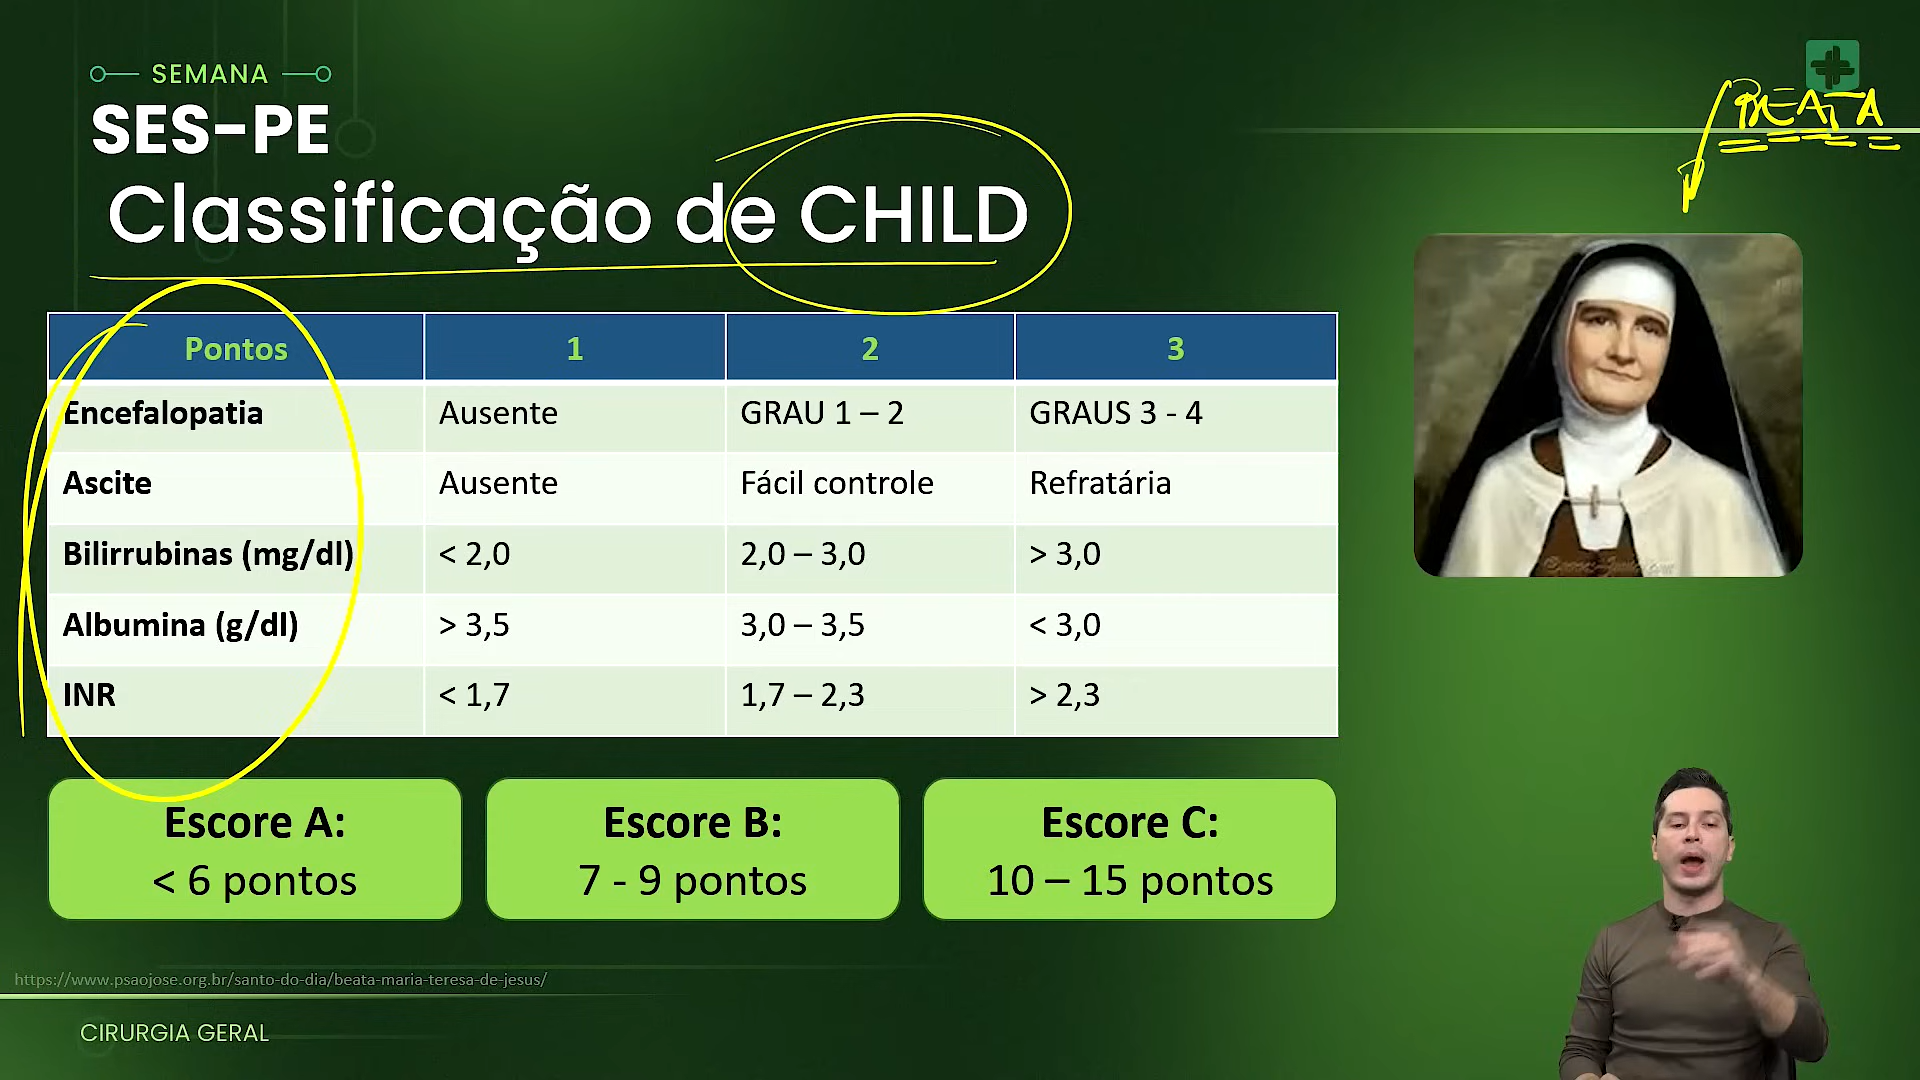 SEMANA
SES-PE
BEATA
Classificação de CHILD
Pontos 1 2 3
Encefalopatia Ausente GRAU 1 – 2 GRAUS 3 - 4
Ascite Ausente Fácil controle Refratária
Bilirrubinas (mg/dl) < 2,0 2,0 – 3,0 > 3,0
Albumina (g/dl) > 3,5 3,0 – 3,5 < 3,0
INR < 1,7 1,7 – 2,3 > 2,3
Escore A: Escore B: Escore C:
< 6 pontos 7 - 9 pontos 10 – 15 pontos
https://www.psaojose.org.br/santo-do-dia/beata-maria-teresa-de-jesus/
CIRURGIA GERAL